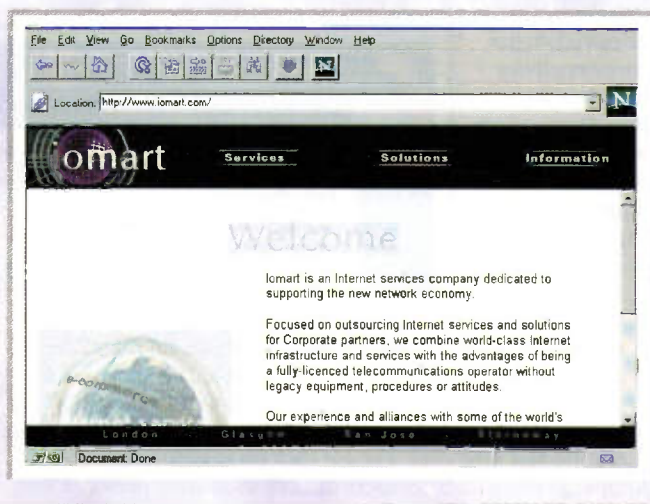 File Edit View Go Bookmarks Options Directory Window Help
N
Location: http://www.iomart.com/
N
iomart Services Solutions Information
Welcome
Iomart is an Internet services company dedicated to
supporting the new network economy.
Focused on outsourcing Internet services and solutions
for Corporate partners, we combine world-class Internet
infrastructure and services with the advantages of being
a fully-licenced telecommunications operator without
legacy equipment, procedures or attitudes.
e-commerce
Our experience and alliances with some of the world's
London Glasgow San Jose
Document: Done